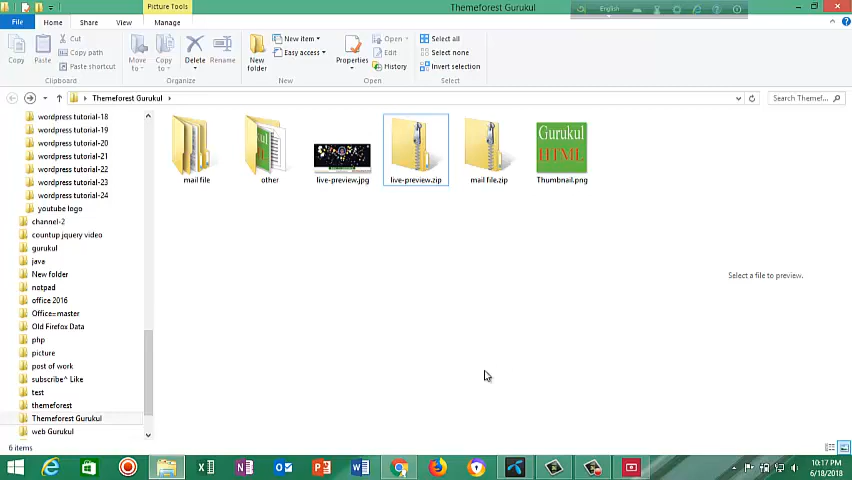 Picture Tools
Themeforest Gurukul
English
File
Home
Share
View
Manage
Copy
Paste
Cut
Copy path
Paste shortcut
Clipboard
Move to
Copy to
Delete
Rename
Organize
New folder
New item
Easy access
New
Properties
Open
Edit
History
Open
Select all
Select none
Invert selection
Select
Themeforest Gurukul
Search Themef...
wordpress tutorial-18
wordpress tutorial-19
wordpress tutorial-20
wordpress tutorial-21
wordpress tutorial-22
wordpress tutorial-23
wordpress tutorial-24
youtube logo
channel-2
countup jquery video
gurukul
java
New folder
notpad
office 2016
Office=master
Old Firefox Data
php
picture
post of work
subscribe^ Like
test
themeforest
Themeforest Gurukul
web Gurukul
mail file
other
live-preview.jpg
live-preview.zip
mail file.zip
Gurukul
HTML
Thumbnail.png
Select a file to preview.
6 items
10:17 PM
6/18/2018